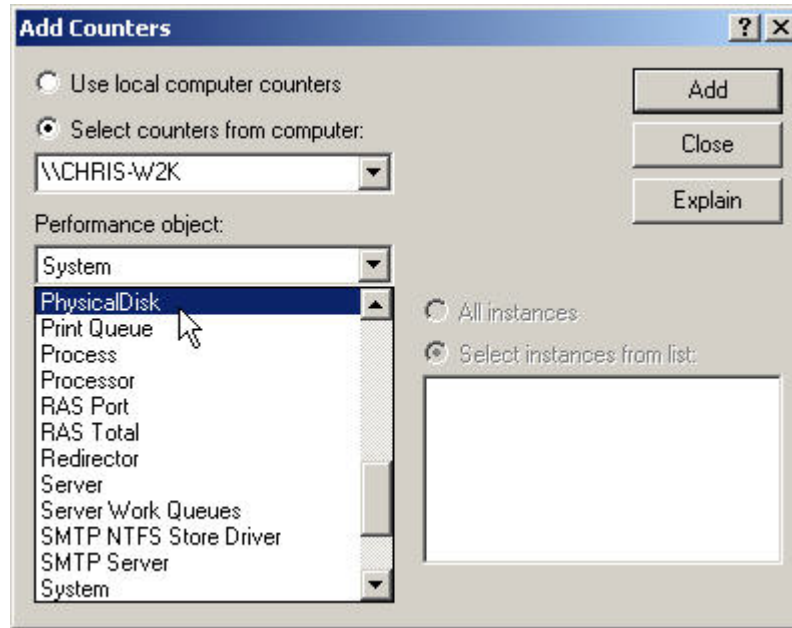 Add Counters
Use local computer counters
Select counters from computer:
\\CHRIS-W2K
Performance object:
System
PhysicalDisk
Print Queue
Process
Processor
RAS Port
RAS Total
Redirector
Server
Server Work Queues
SMTP NTFS Store Driver
SMTP Server
System
All instances
Select instances from list:
Add
Close
Explain